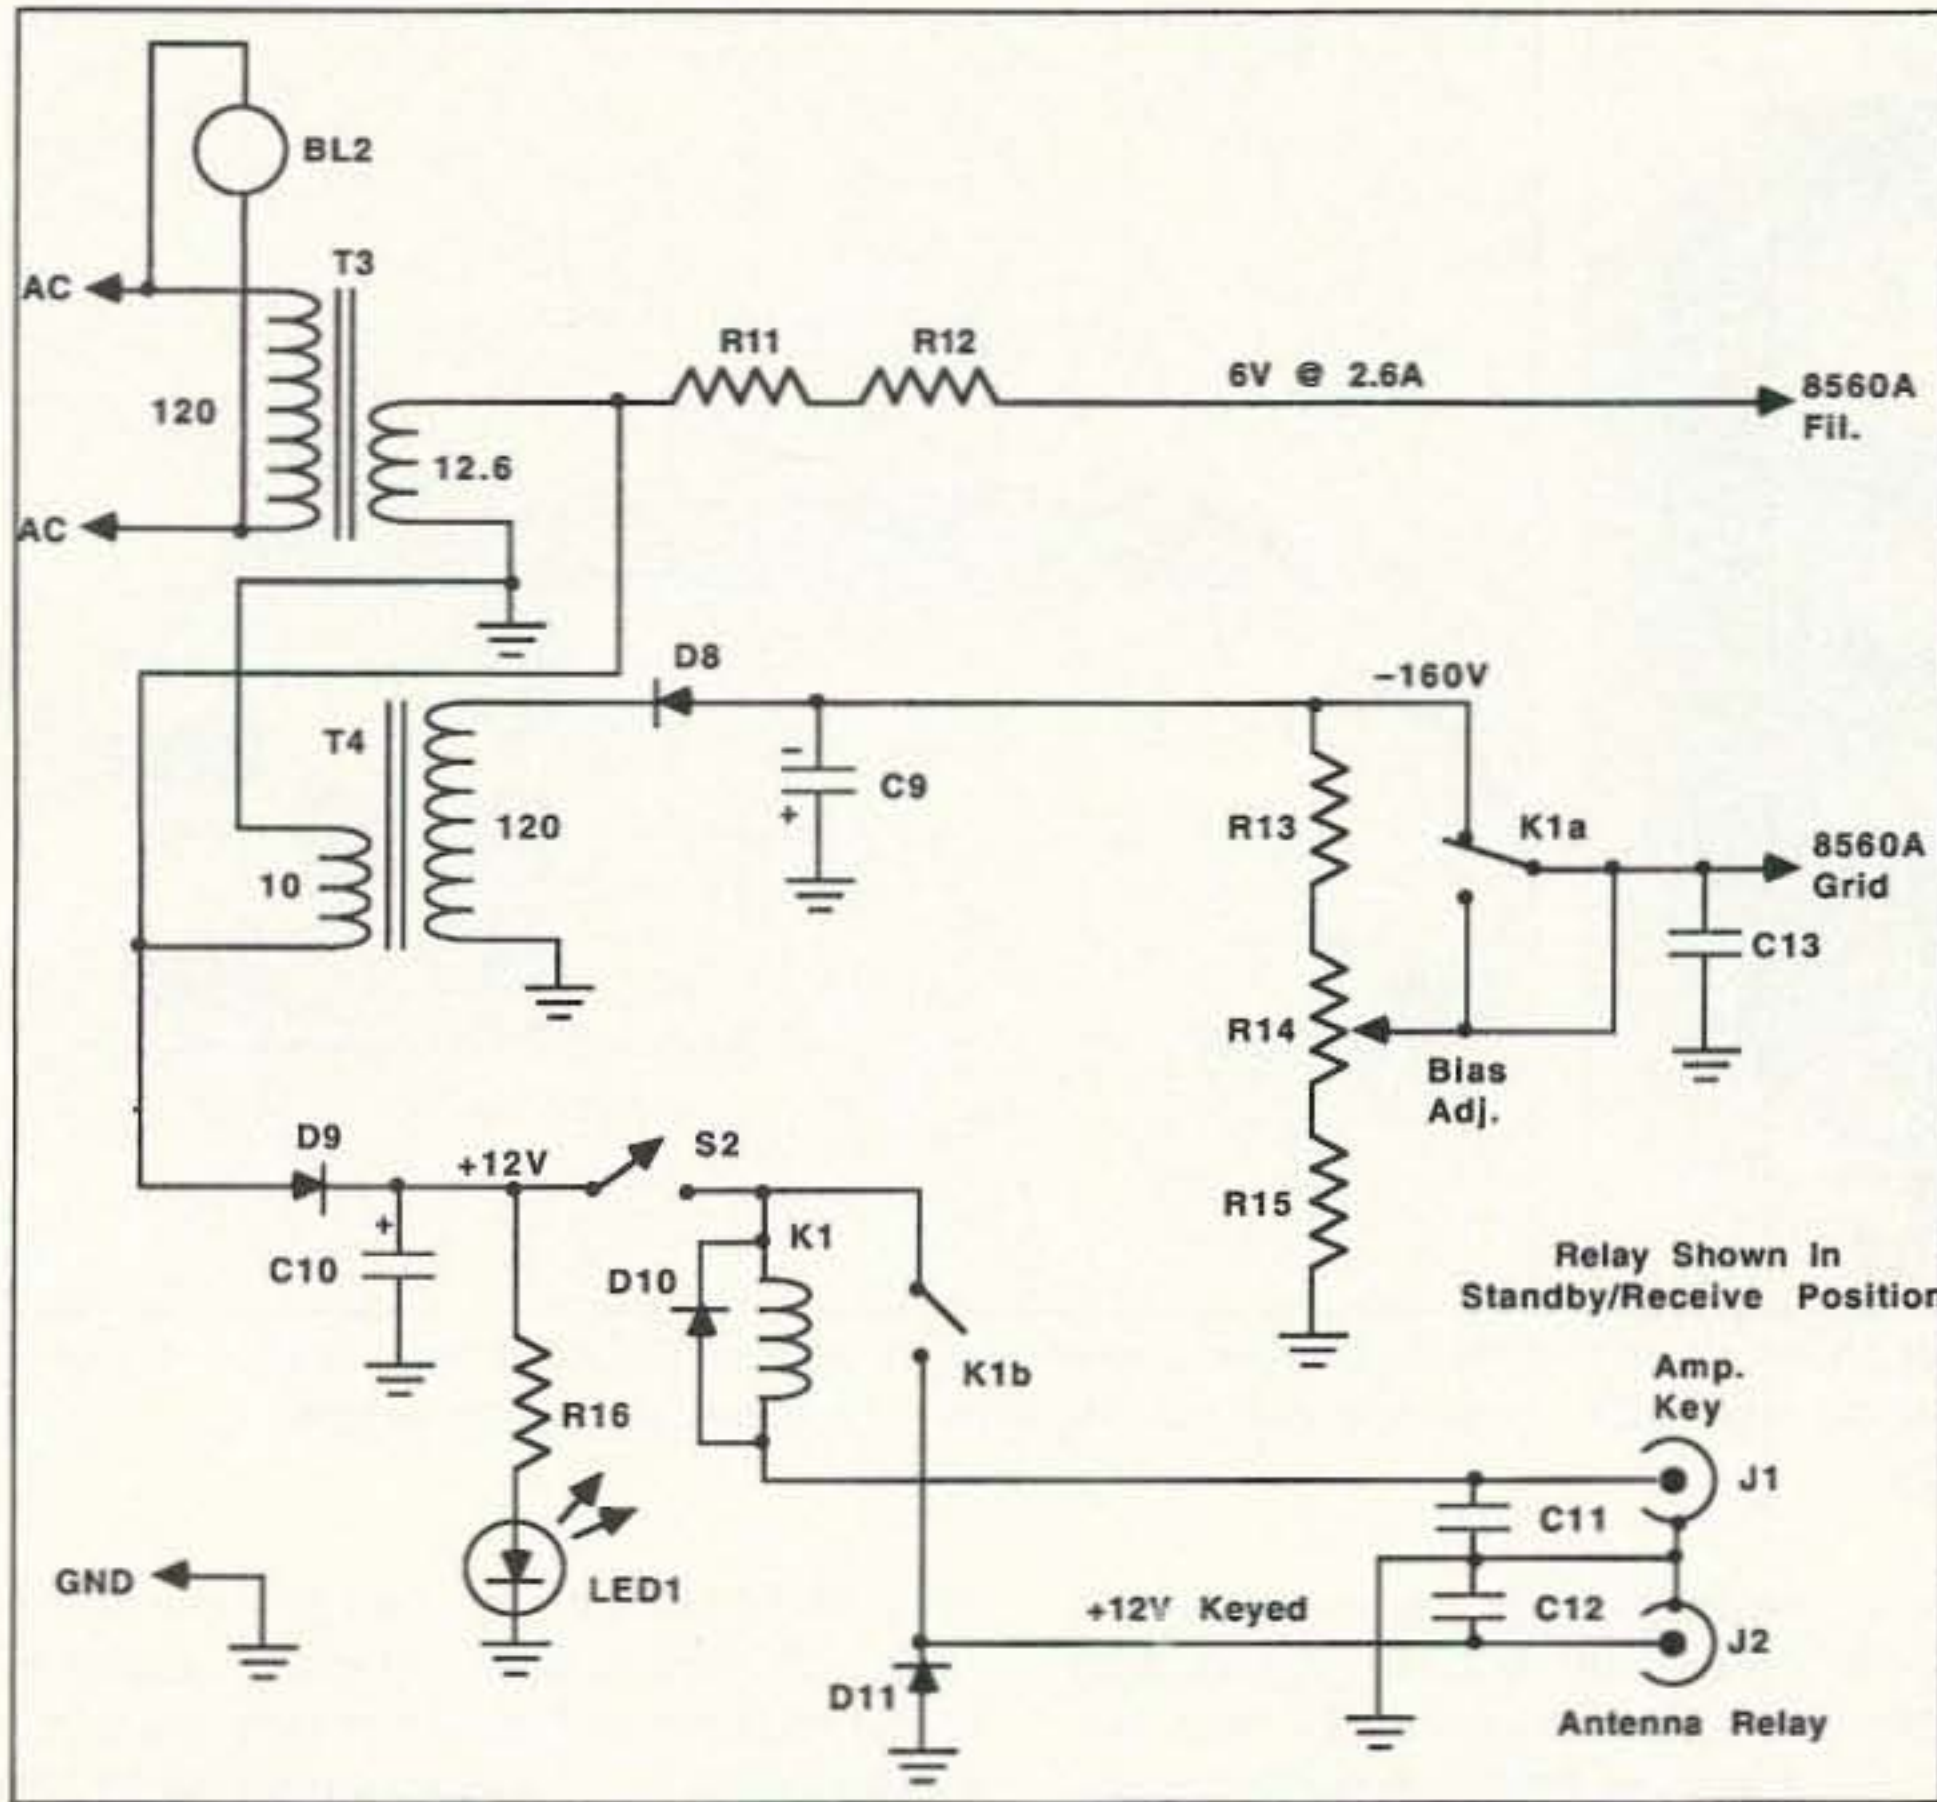 BL2
T3
AC
R11 R12
6V @ 2.6A
8560A
Fil.
120
12.6
AC
D8
-160V
T4
C9
K1a
120
R13
8560A
Grid
10
C13
R14
Bias
Adj.
D9
+12V
S2
+
-
+
R15
K1
C10
D10
Relay Shown in
Standby/Receive Position
K1b
Amp.
Key
R16
J1
C11
GND
LED1
+12V Keyed
C12
J2
D11
Antenna Relay